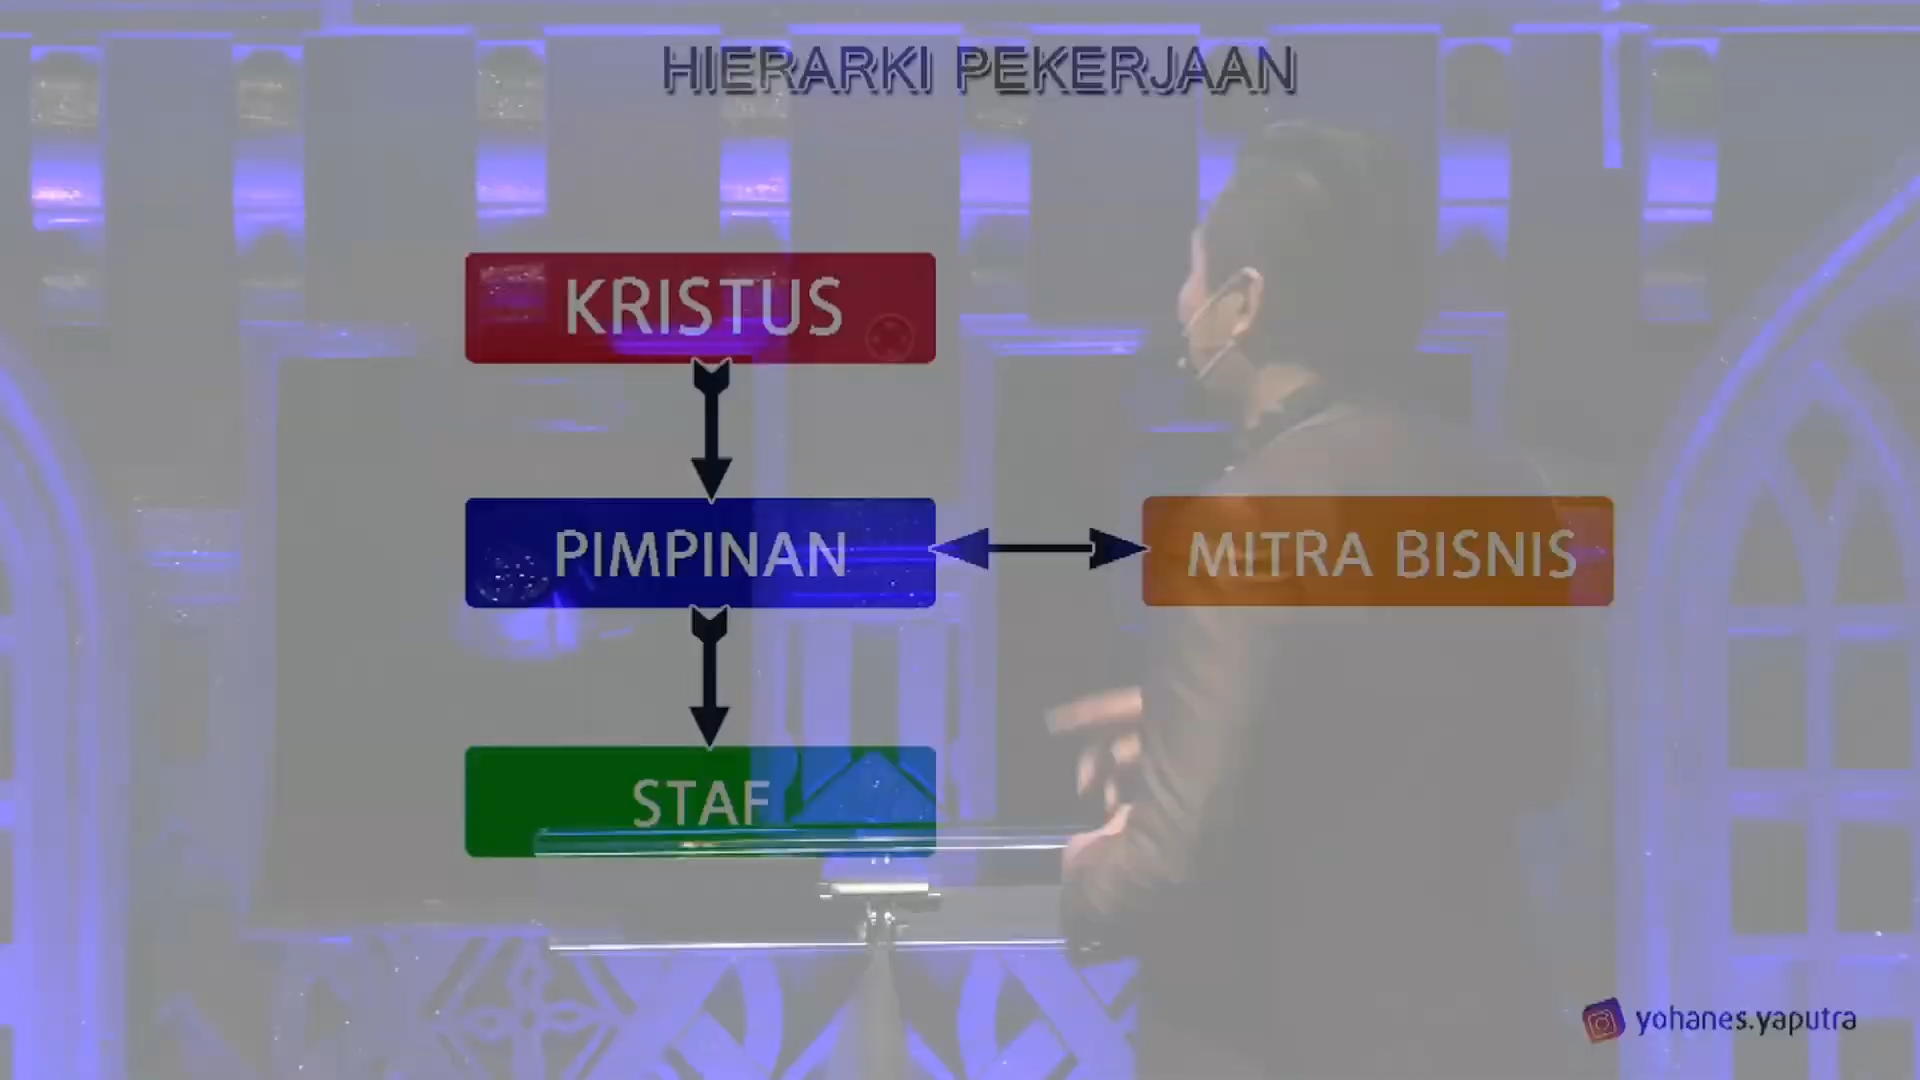 HIERARKI PEKERJAAN
KRISTUS
PIMPINAN
MITRA BISNIS
STAF
yohanes.yaputra